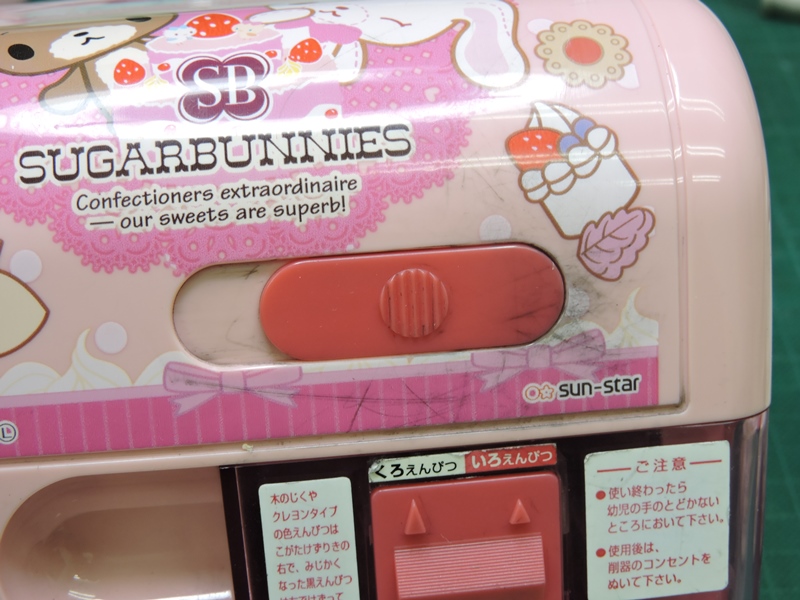 SB
SUGARBUNNIES
Confectioners extraordinaire
— our sweets are superb!
sun-star
くろえんぴつ いろえんぴつ
木のじくや
クレヨンタイプ
の色えんぴつは
こがたけずりきの
右で、みじかく
なった黒えんぴつ
ご注意
●使い終わったら
幼児の手のとどかない
ところにおいて下さい。
●使用後は、
削器のコンセントを
ぬいて下さい。